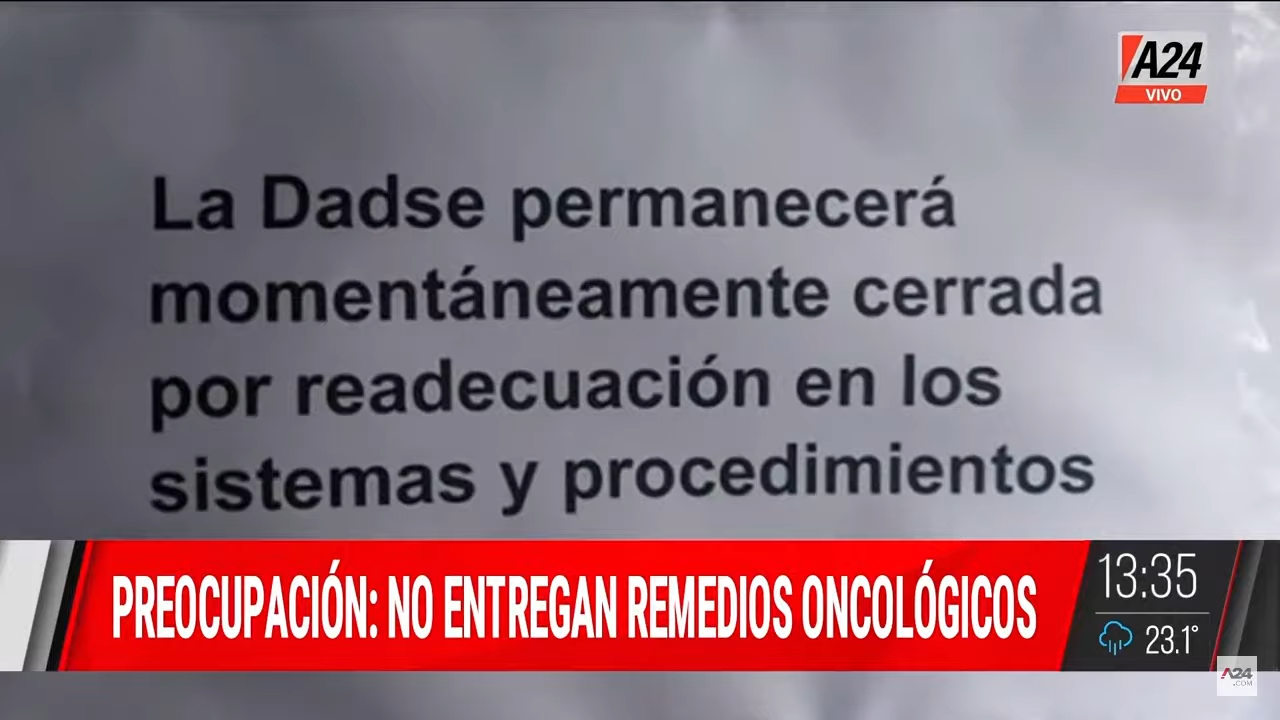 A24
VIVO
La Dadse permanecerá
momentáneamente cerrada
por readecuación en los
sistemas y procedimientos
PREOCUPACIÓN: NO ENTREGAN REMEDIOS ONCOLÓGICOS
13:35
23.1°
A24
.COM